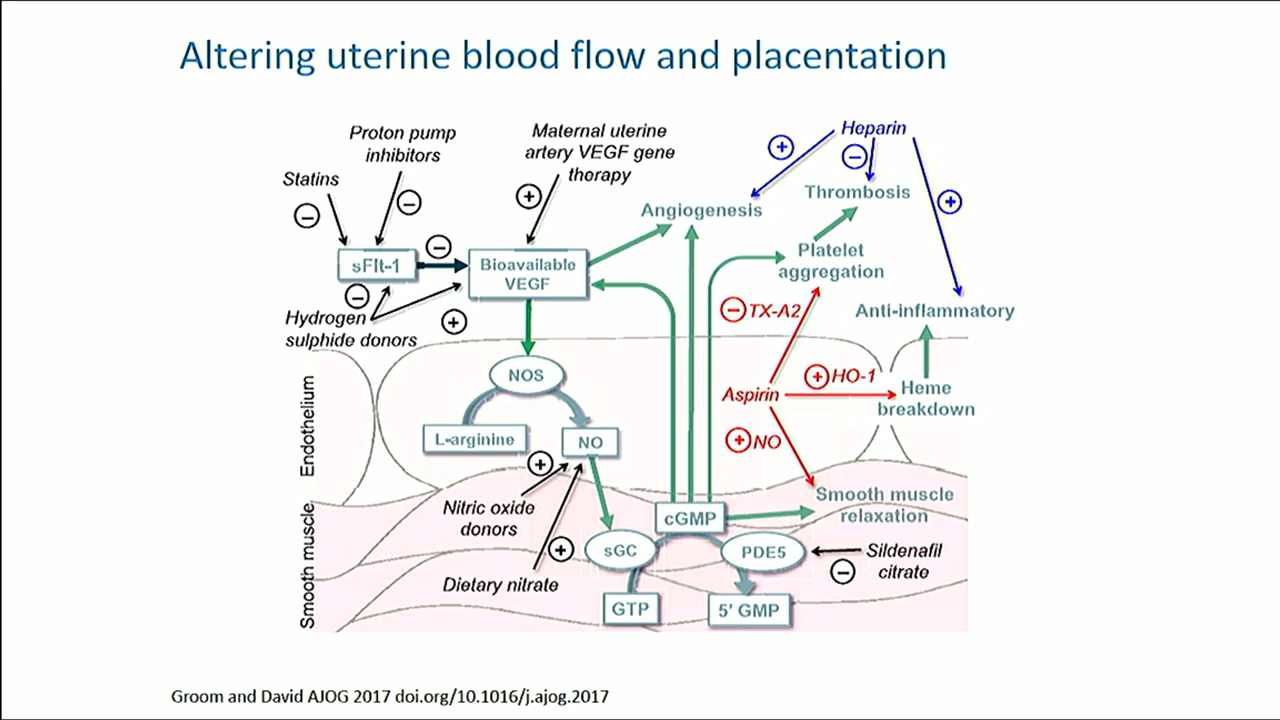 Altering uterine blood flow and placentation
Proton pump
inhibitors
Maternal uterine
artery VEGF gene
therapy
Heparin
Statins
+
−
−
−
+
+
Thrombosis
Angiogenesis
−
sFlt-1
Bioavailable
VEGF
Platelet
aggregation
−
Hydrogen
sulphide donors
+
− TX-A2
Anti-inflammatory
Endothelium
NOS
+ HO-1
Aspirin
Heme
breakdown
L-arginine
NO
+ NO
+
Nitric oxide
donors
cGMP
Smooth muscle
relaxation
Smooth muscle
+
sGC
PDE5
Sildenafil
citrate
−
Dietary nitrate
GTP
5' GMP
Groom and David AJOG 2017 doi.org/10.1016/j.ajog.2017